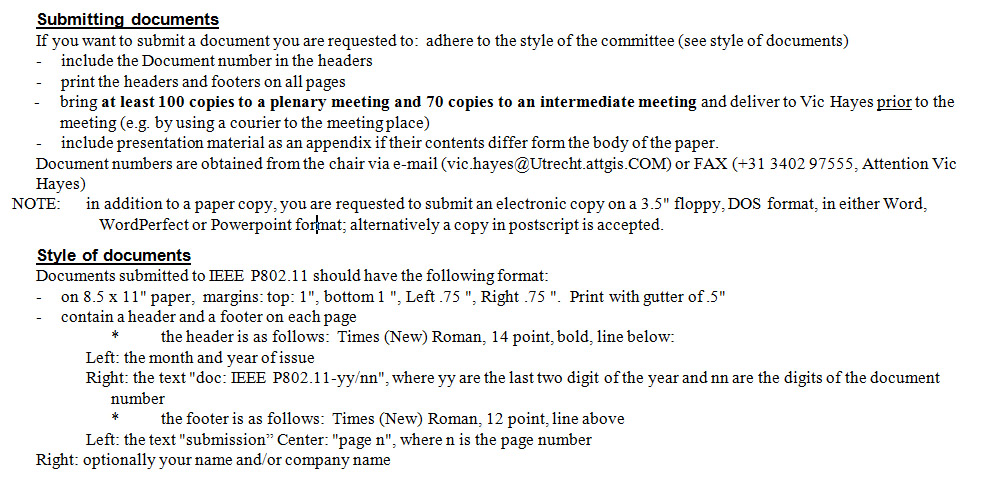 Submitting documents
If you want to submit a document you are requested to: adhere to the style of the committee (see style of documents)
- include the Document number in the headers
- print the headers and footers on all pages
- bring at least 100 copies to a plenary meeting and 70 copies to an intermediate meeting and deliver to Vic Hayes prior to the
meeting (e.g. by using a courier to the meeting place)
- include presentation material as an appendix if their contents differ form the body of the paper.
Document numbers are obtained from the chair via e-mail (vic.hayes@Utrecht.attgis.COM) or FAX (+31 3402 97555, Attention Vic
Hayes)
NOTE: in addition to a paper copy, you are requested to submit an electronic copy on a 3.5" floppy, DOS format, in either Word,
WordPerfect or Powerpoint format; alternatively a copy in postscript is accepted.
Style of documents
Documents submitted to IEEE P802.11 should have the following format:
- on 8.5 x 11" paper, margins: top: 1", bottom 1 ", Left .75 ", Right .75 ". Print with gutter of .5"
- contain a header and a footer on each page
* the header is as follows: Times (New) Roman, 14 point, bold, line below:
Left: the month and year of issue
Right: the text "doc: IEEE P802.11-yy/nn", where yy are the last two digit of the year and nn are the digits of the document
number
* the footer is as follows: Times (New) Roman, 12 point, line above
Left: the text "submission” Center: "page n", where n is the page number
Right: optionally your name and/or company name